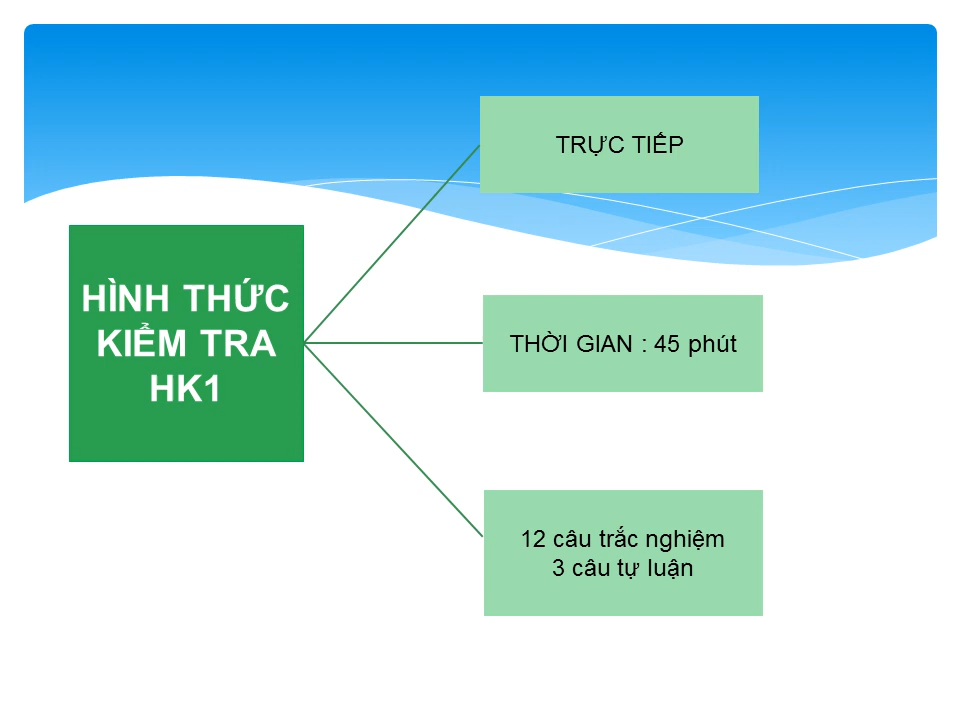 TRỰC TIẾP
HÌNH THỨC
KIỂM TRA
HK1
THỜI GIAN : 45 phút
12 câu trắc nghiệm
3 câu tự luận